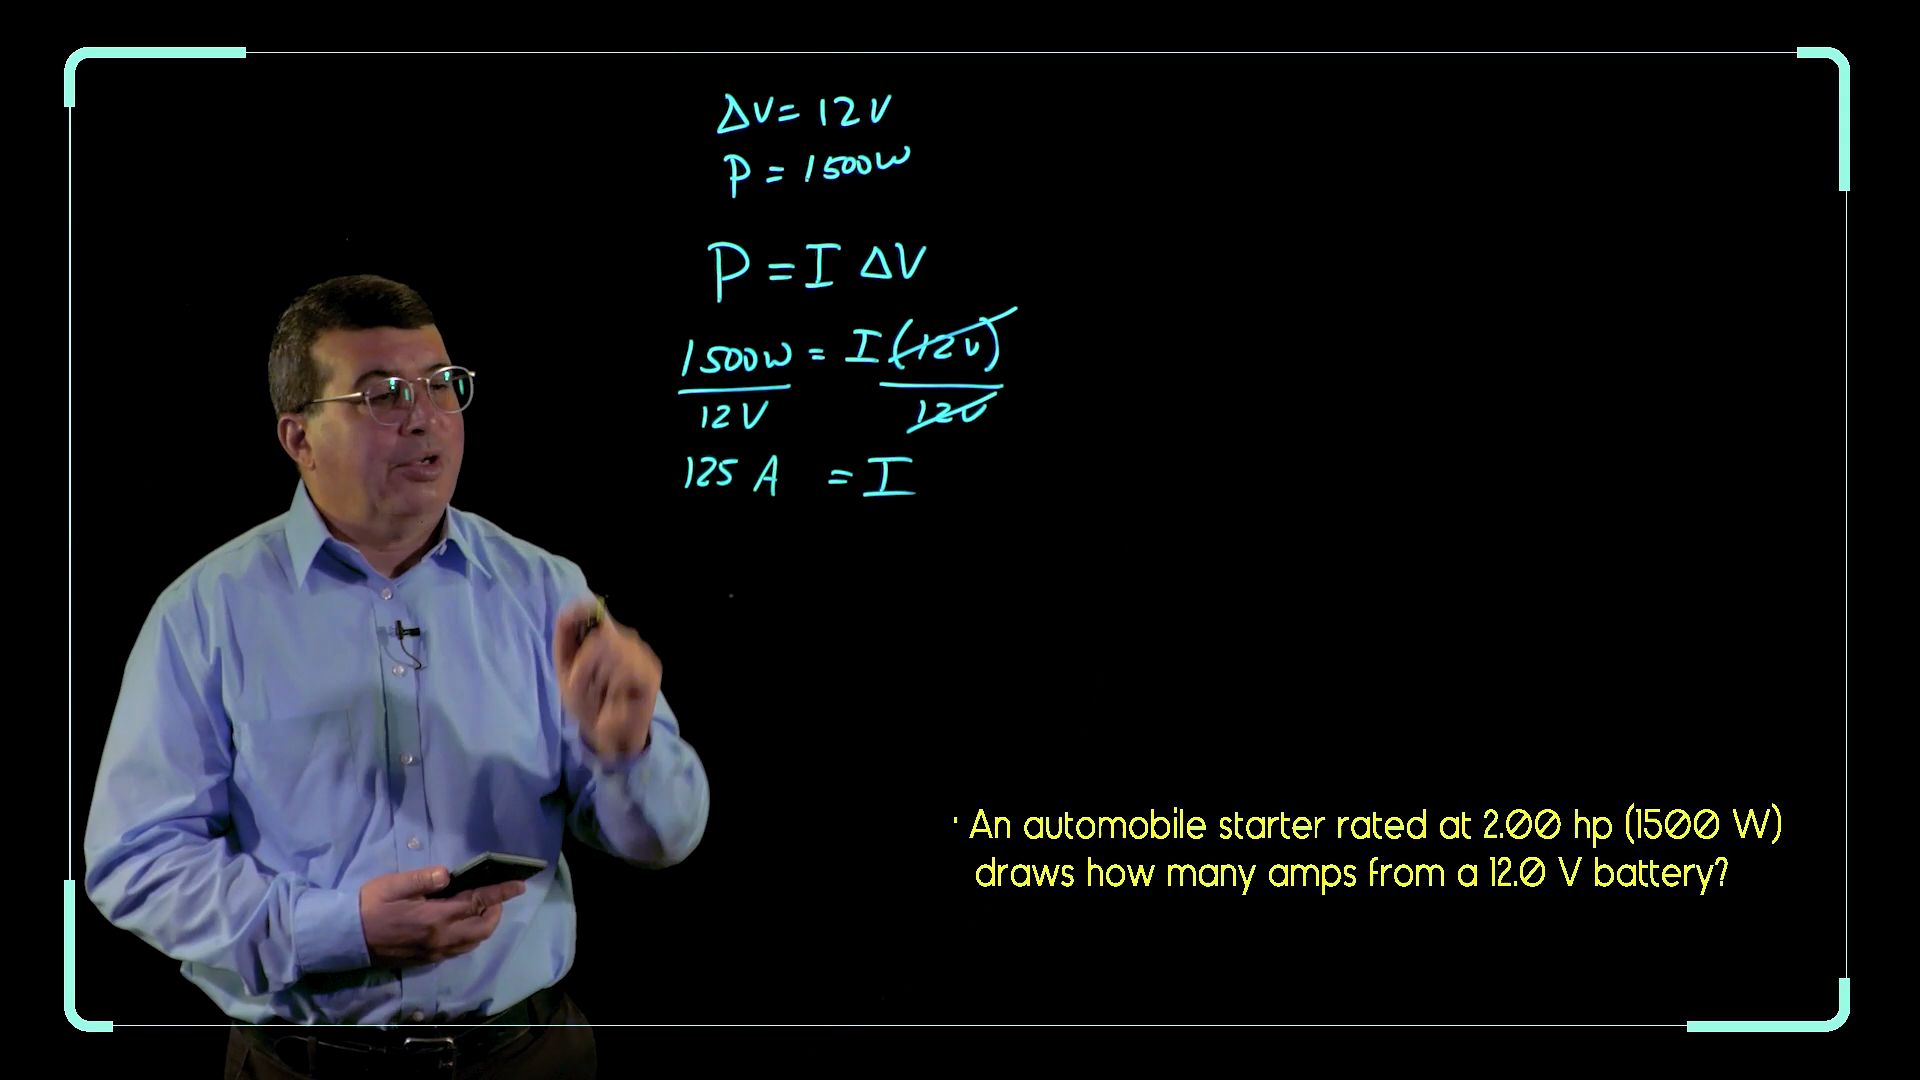 ΔV = 12 V
P = 1500 W
P = I ΔV
1500 W = I (12 V)
12 V 12 V
125 A = I
· An automobile starter rated at 2.00 hp (1500 W)
draws how many amps from a 12.0 V battery?